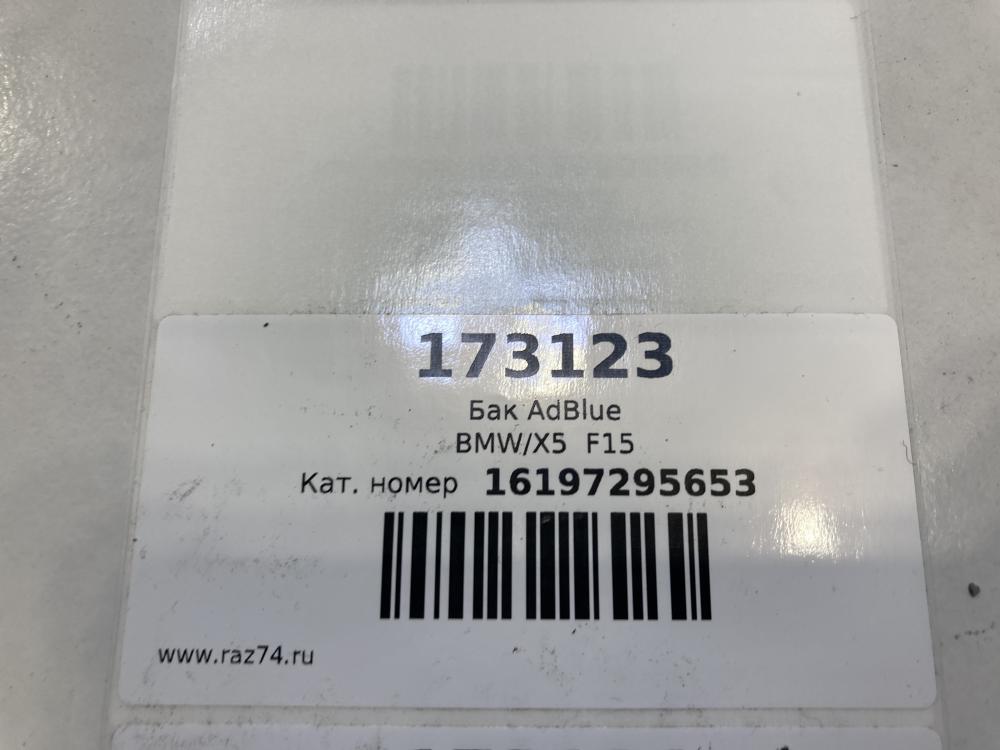 173123
Бак AdBlue
BMW/X5 F15
Кат. номер 16197295653
www.raz74.ru